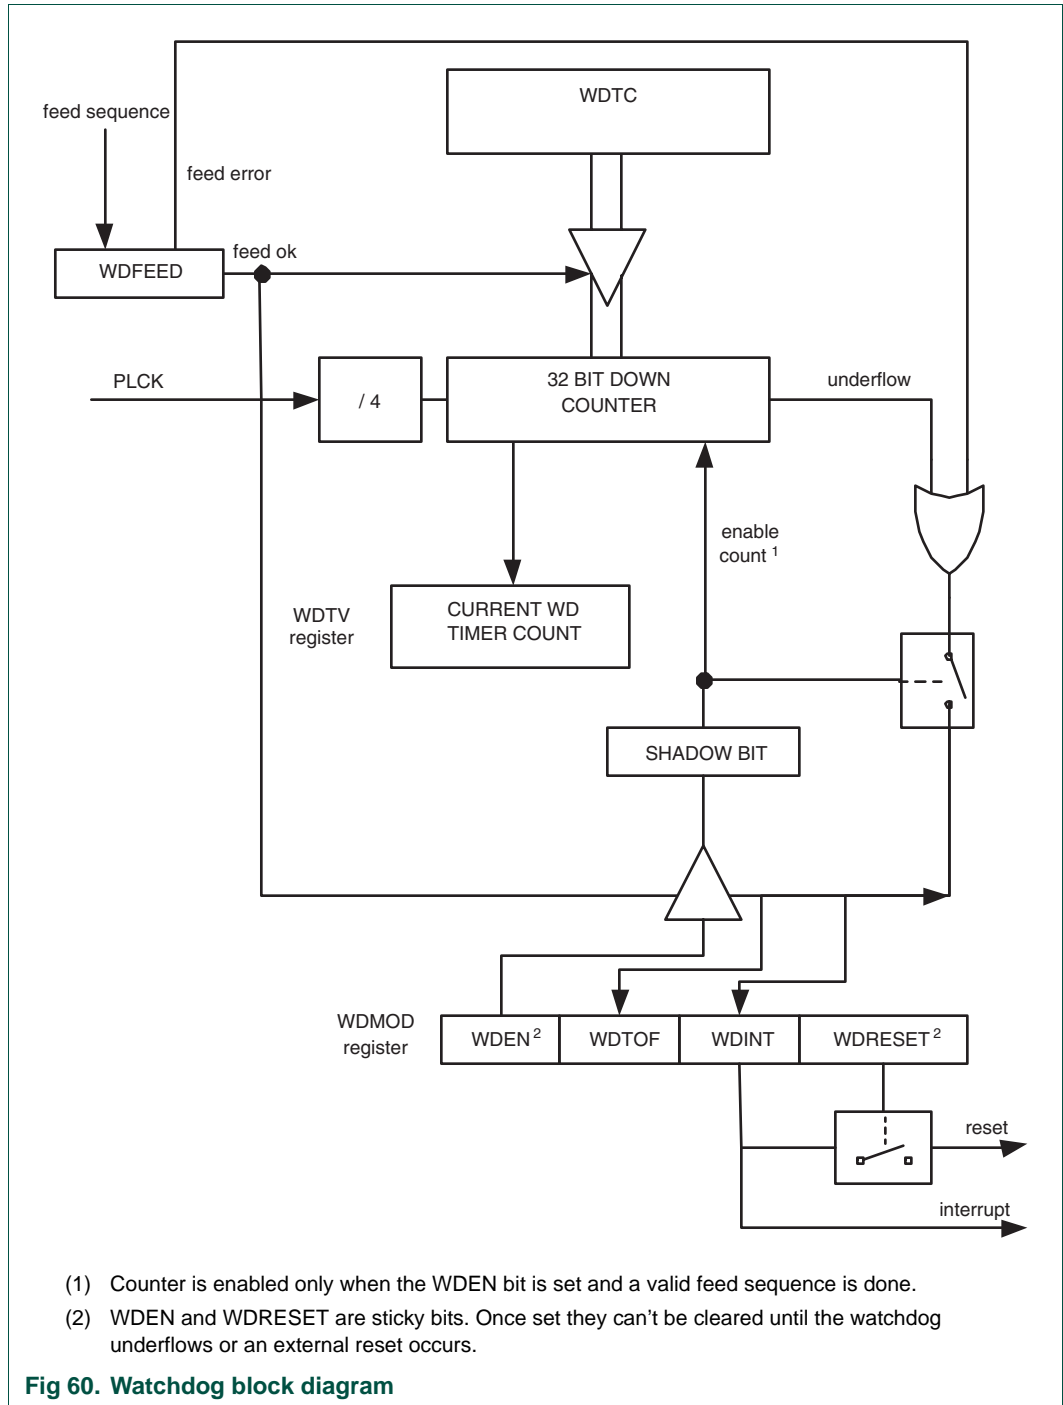 WDTC
feed sequence
feed error
feed ok
WDFEED
PLCK
/ 4
32 BIT DOWN
COUNTER
underflow
enable
count 1
WDTV
register
CURRENT WD
TIMER COUNT
SHADOW BIT
WDMOD
register
WDEN 2
WDTOF
WDINT
WDRESET 2
reset
interrupt
(1) Counter is enabled only when the WDEN bit is set and a valid feed sequence is done.
(2) WDEN and WDRESET are sticky bits. Once set they can't be cleared until the watchdog
underflows or an external reset occurs.
Fig 60. Watchdog block diagram